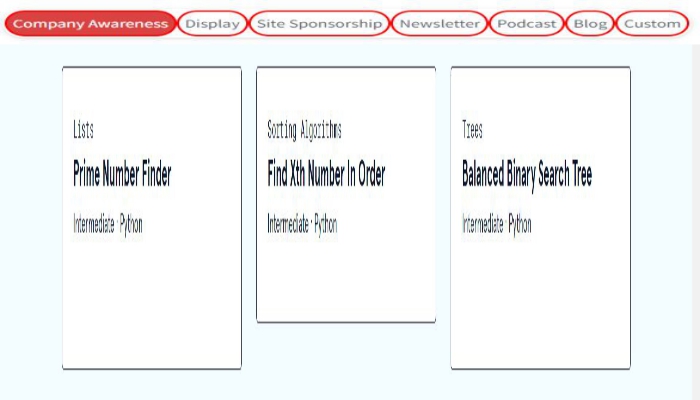 Company Awareness Display Site Sponsorship Newsletter Podcast Blog Custom
Lists
Prime Number Finder
Intermediate · Python
Sorting Algorithms
Find Xth Number In Order
Intermediate · Python
Trees
Balanced Binary Search Tree
Intermediate · Python